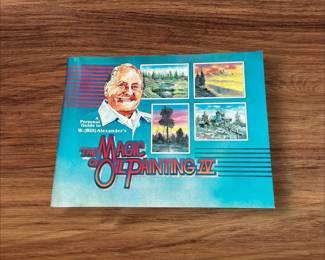 Personal
Guide to
W. (Bill) Alexander's
THE MAGIC
OF OIL PAINTING IV